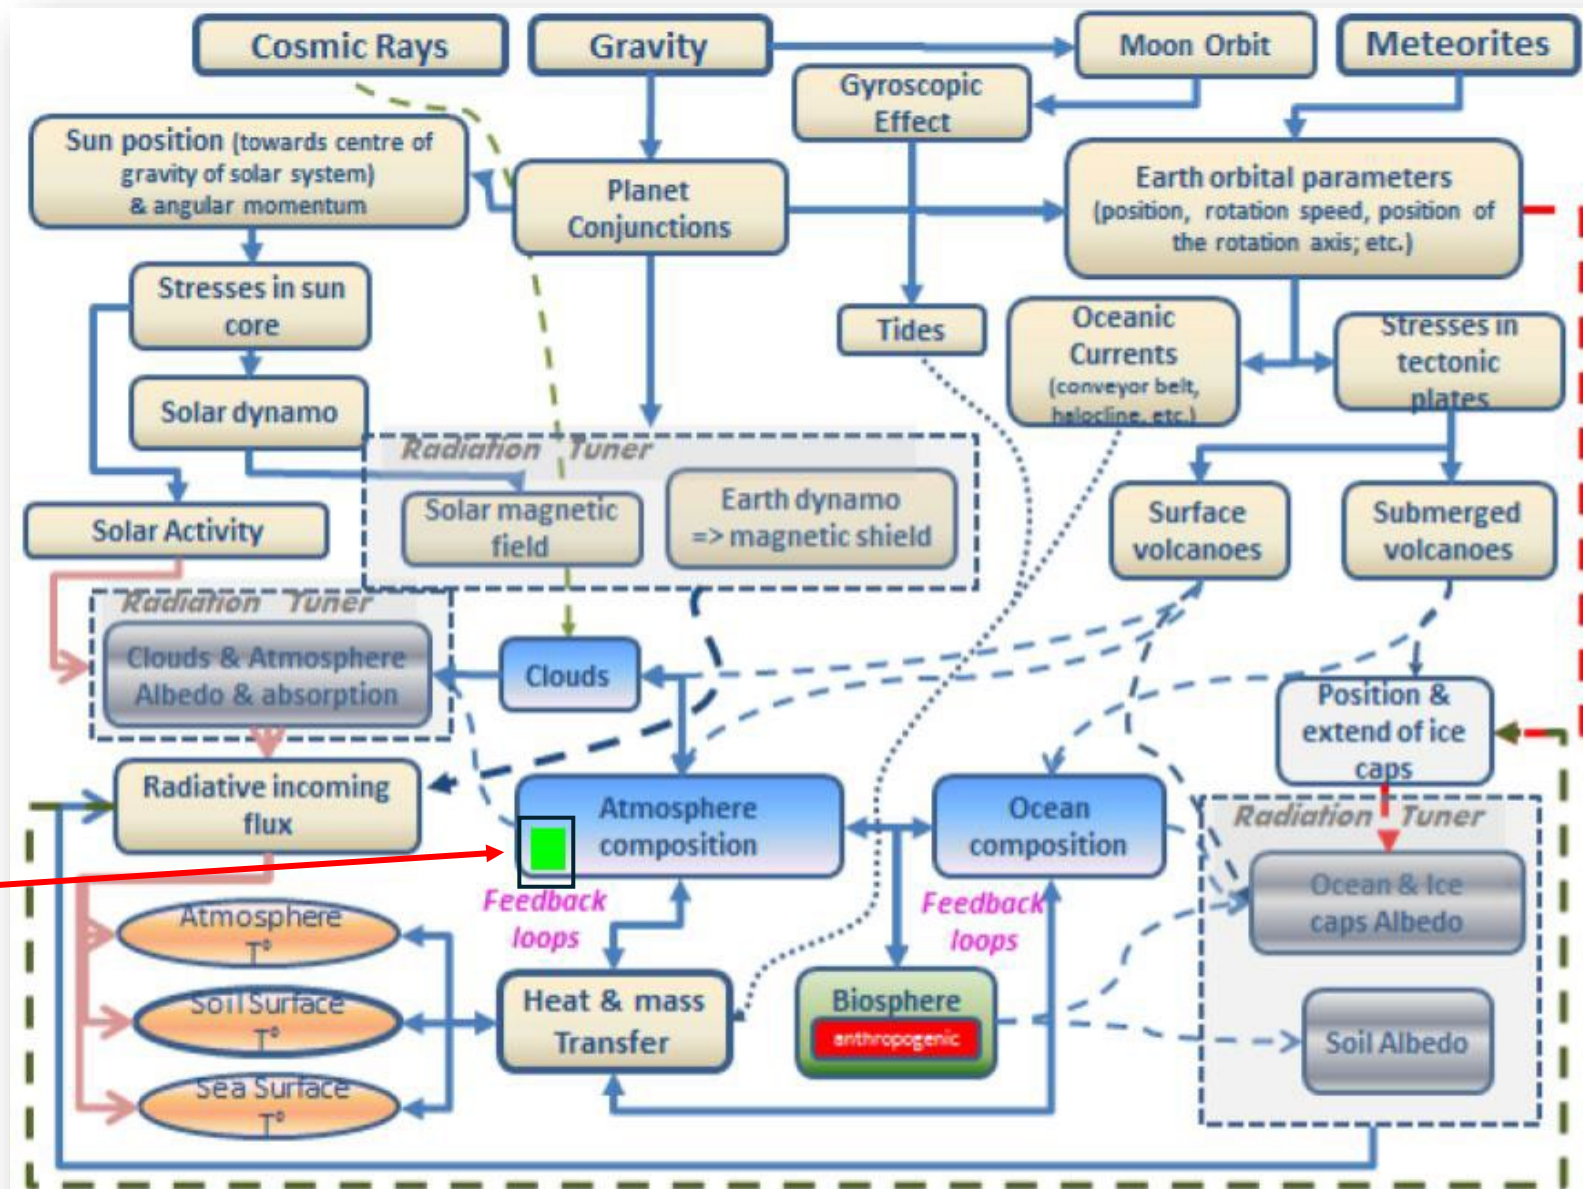 Cosmic Rays
Gravity
Moon Orbit
Meteorites
Gyroscopic
Effect
Sun position (towards centre of
gravity of solar system)
& angular momentum
Planet
Conjunctions
Earth orbital parameters
(position, rotation speed, position of
the rotation axis; etc.)
Stresses in sun
core
Tides
Oceanic
Currents
(conveyor belt,
halocline, etc.)
Stresses in
tectonic
plates
Solar dynamo
Radiation Tuner
Solar magnetic
field
Earth dynamo
=> magnetic shield
Solar Activity
Surface
volcanoes
Submerged
volcanoes
Radiation Tuner
Clouds & Atmosphere
Albedo & absorption
Clouds
Position &
extend of ice
caps
Radiative incoming
flux
Atmosphere
composition
Ocean
composition
Radiation Tuner
Ocean & Ice
caps Albedo
Feedback
loops
Feedback
loops
Atmosphere
T°
Soil Surface
T°
Sea Surface
T°
Heat & mass
Transfer
Biosphere
anthropogenic
Soil Albedo